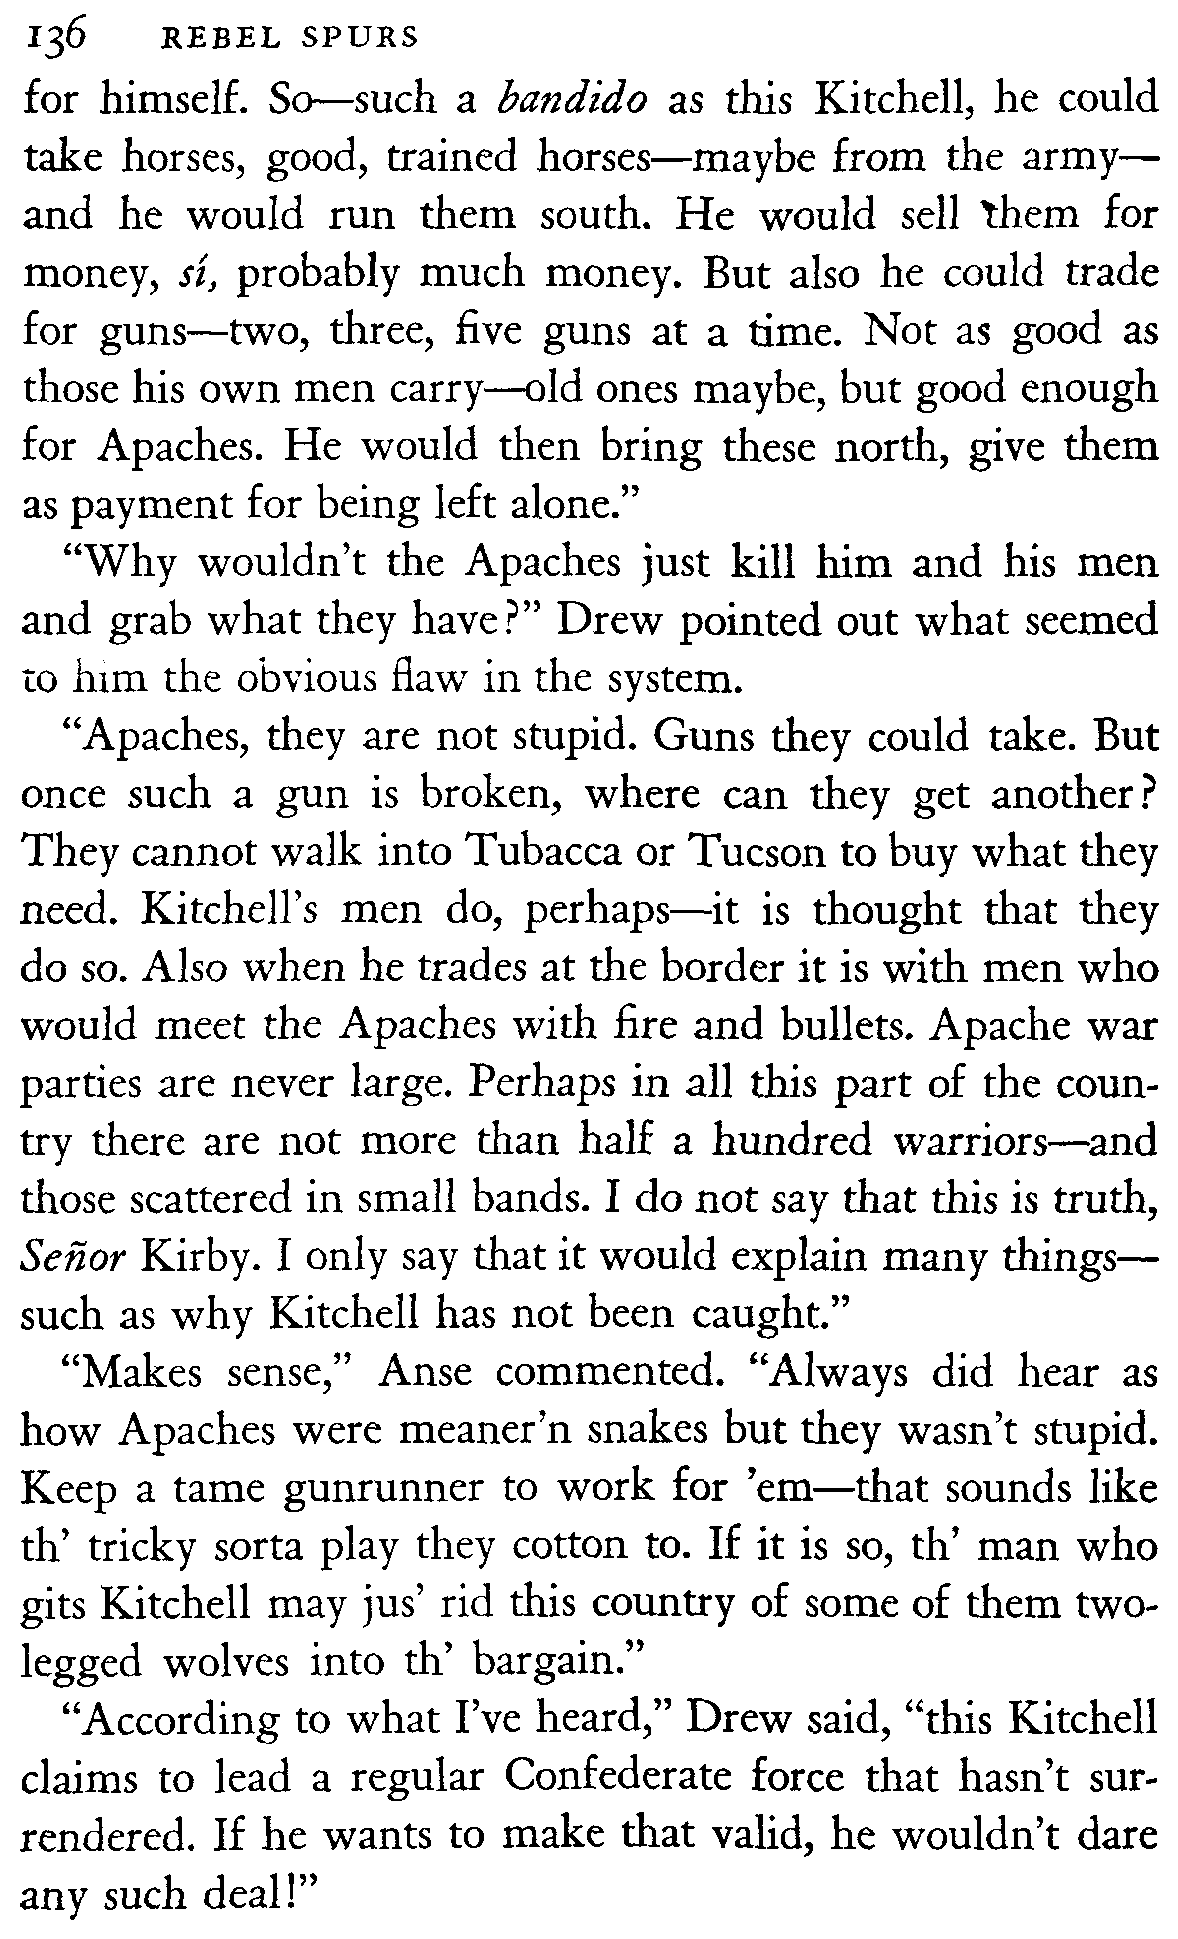 136 REBEL SPURS
for himself. So—such a bandido as this Kitchell, he could
take horses, good, trained horses—maybe from the army—
and he would run them south. He would sell them for
money, sí, probably much money. But also he could trade
for guns—two, three, five guns at a time. Not as good as
those his own men carry—old ones maybe, but good enough
for Apaches. He would then bring these north, give them
as payment for being left alone.”
“Why wouldn’t the Apaches just kill him and his men
and grab what they have?” Drew pointed out what seemed
to him the obvious flaw in the system.
“Apaches, they are not stupid. Guns they could take. But
once such a gun is broken, where can they get another?
They cannot walk into Tubacca or Tucson to buy what they
need. Kitchell’s men do, perhaps—it is thought that they
do so. Also when he trades at the border it is with men who
would meet the Apaches with fire and bullets. Apache war
parties are never large. Perhaps in all this part of the coun-
try there are not more than half a hundred warriors—and
those scattered in small bands. I do not say that this is truth,
Señor Kirby. I only say that it would explain many things—
such as why Kitchell has not been caught.”
“Makes sense,” Anse commented. “Always did hear as
how Apaches were meaner’n snakes but they wasn’t stupid.
Keep a tame gunrunner to work for ’em—that sounds like
th’ tricky sorta play they cotton to. If it is so, th’ man who
gits Kitchell may jus’ rid this country of some of them two-
legged wolves into th’ bargain.”
“According to what I’ve heard,” Drew said, “this Kitchell
claims to lead a regular Confederate force that hasn’t sur-
rendered. If he wants to make that valid, he wouldn’t dare
any such deal!”